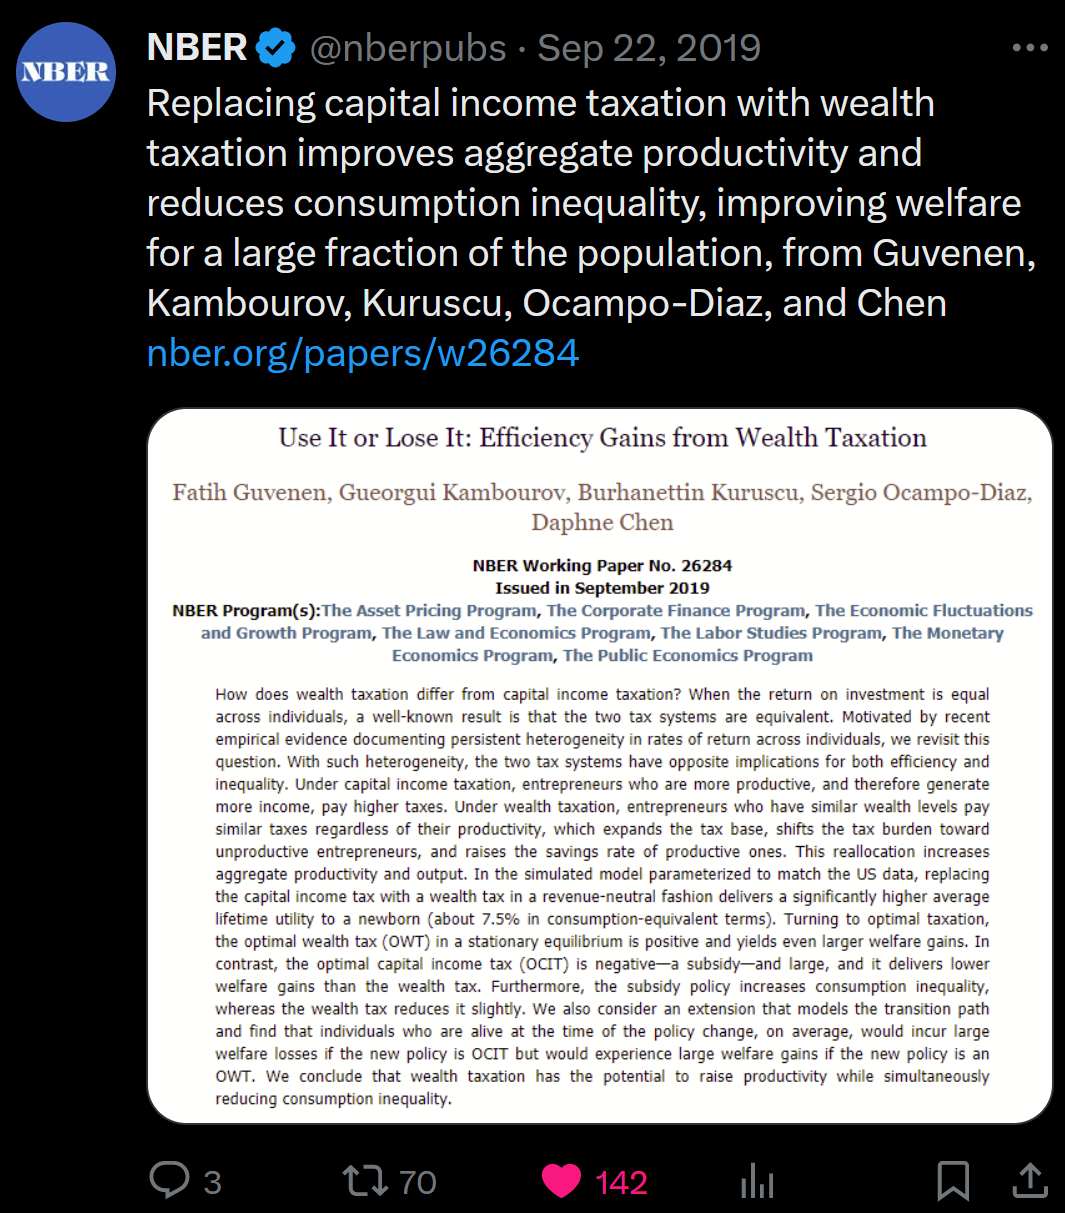 NBER
NBER @nberpubs · Sep 22, 2019
Replacing capital income taxation with wealth
taxation improves aggregate productivity and
reduces consumption inequality, improving welfare
for a large fraction of the population, from Guvenen,
Kambourov, Kuruscu, Ocampo-Diaz, and Chen
nber.org/papers/w26284
Use It or Lose It: Efficiency Gains from Wealth Taxation
Fatih Guvenen, Gueorgui Kambourov, Burhanettin Kuruscu, Sergio Ocampo-Diaz,
Daphne Chen
NBER Working Paper No. 26284
Issued in September 2019
NBER Program(s):The Asset Pricing Program, The Corporate Finance Program, The Economic Fluctuations
and Growth Program, The Law and Economics Program, The Labor Studies Program, The Monetary
Economics Program, The Public Economics Program
How does wealth taxation differ from capital income taxation? When the return on investment is equal
across individuals, a well-known result is that the two tax systems are equivalent. Motivated by recent
empirical evidence documenting persistent heterogeneity in rates of return across individuals, we revisit this
question. With such heterogeneity, the two tax systems have opposite implications for both efficiency and
inequality. Under capital income taxation, entrepreneurs who are more productive, and therefore generate
more income, pay higher taxes. Under wealth taxation, entrepreneurs who have similar wealth levels pay
similar taxes regardless of their productivity, which expands the tax base, shifts the tax burden toward
unproductive entrepreneurs, and raises the savings rate of productive ones. This reallocation increases
aggregate productivity and output. In the simulated model parameterized to match the US data, replacing
the capital income tax with a wealth tax in a revenue-neutral fashion delivers a significantly higher average
lifetime utility to a newborn (about 7.5% in consumption-equivalent terms). Turning to optimal taxation,
the optimal wealth tax (OWT) in a stationary equilibrium is positive and yields even larger welfare gains. In
contrast, the optimal capital income tax (OCIT) is negative—a subsidy—and large, and it delivers lower
welfare gains than the wealth tax. Furthermore, the subsidy policy increases consumption inequality,
whereas the wealth tax reduces it slightly. We also consider an extension that models the transition path
and find that individuals who are alive at the time of the policy change, on average, would incur large
welfare losses if the new policy is OCIT but would experience large welfare gains if the new policy is an
OWT. We conclude that wealth taxation has the potential to raise productivity while simultaneously
reducing consumption inequality.
3 70 142